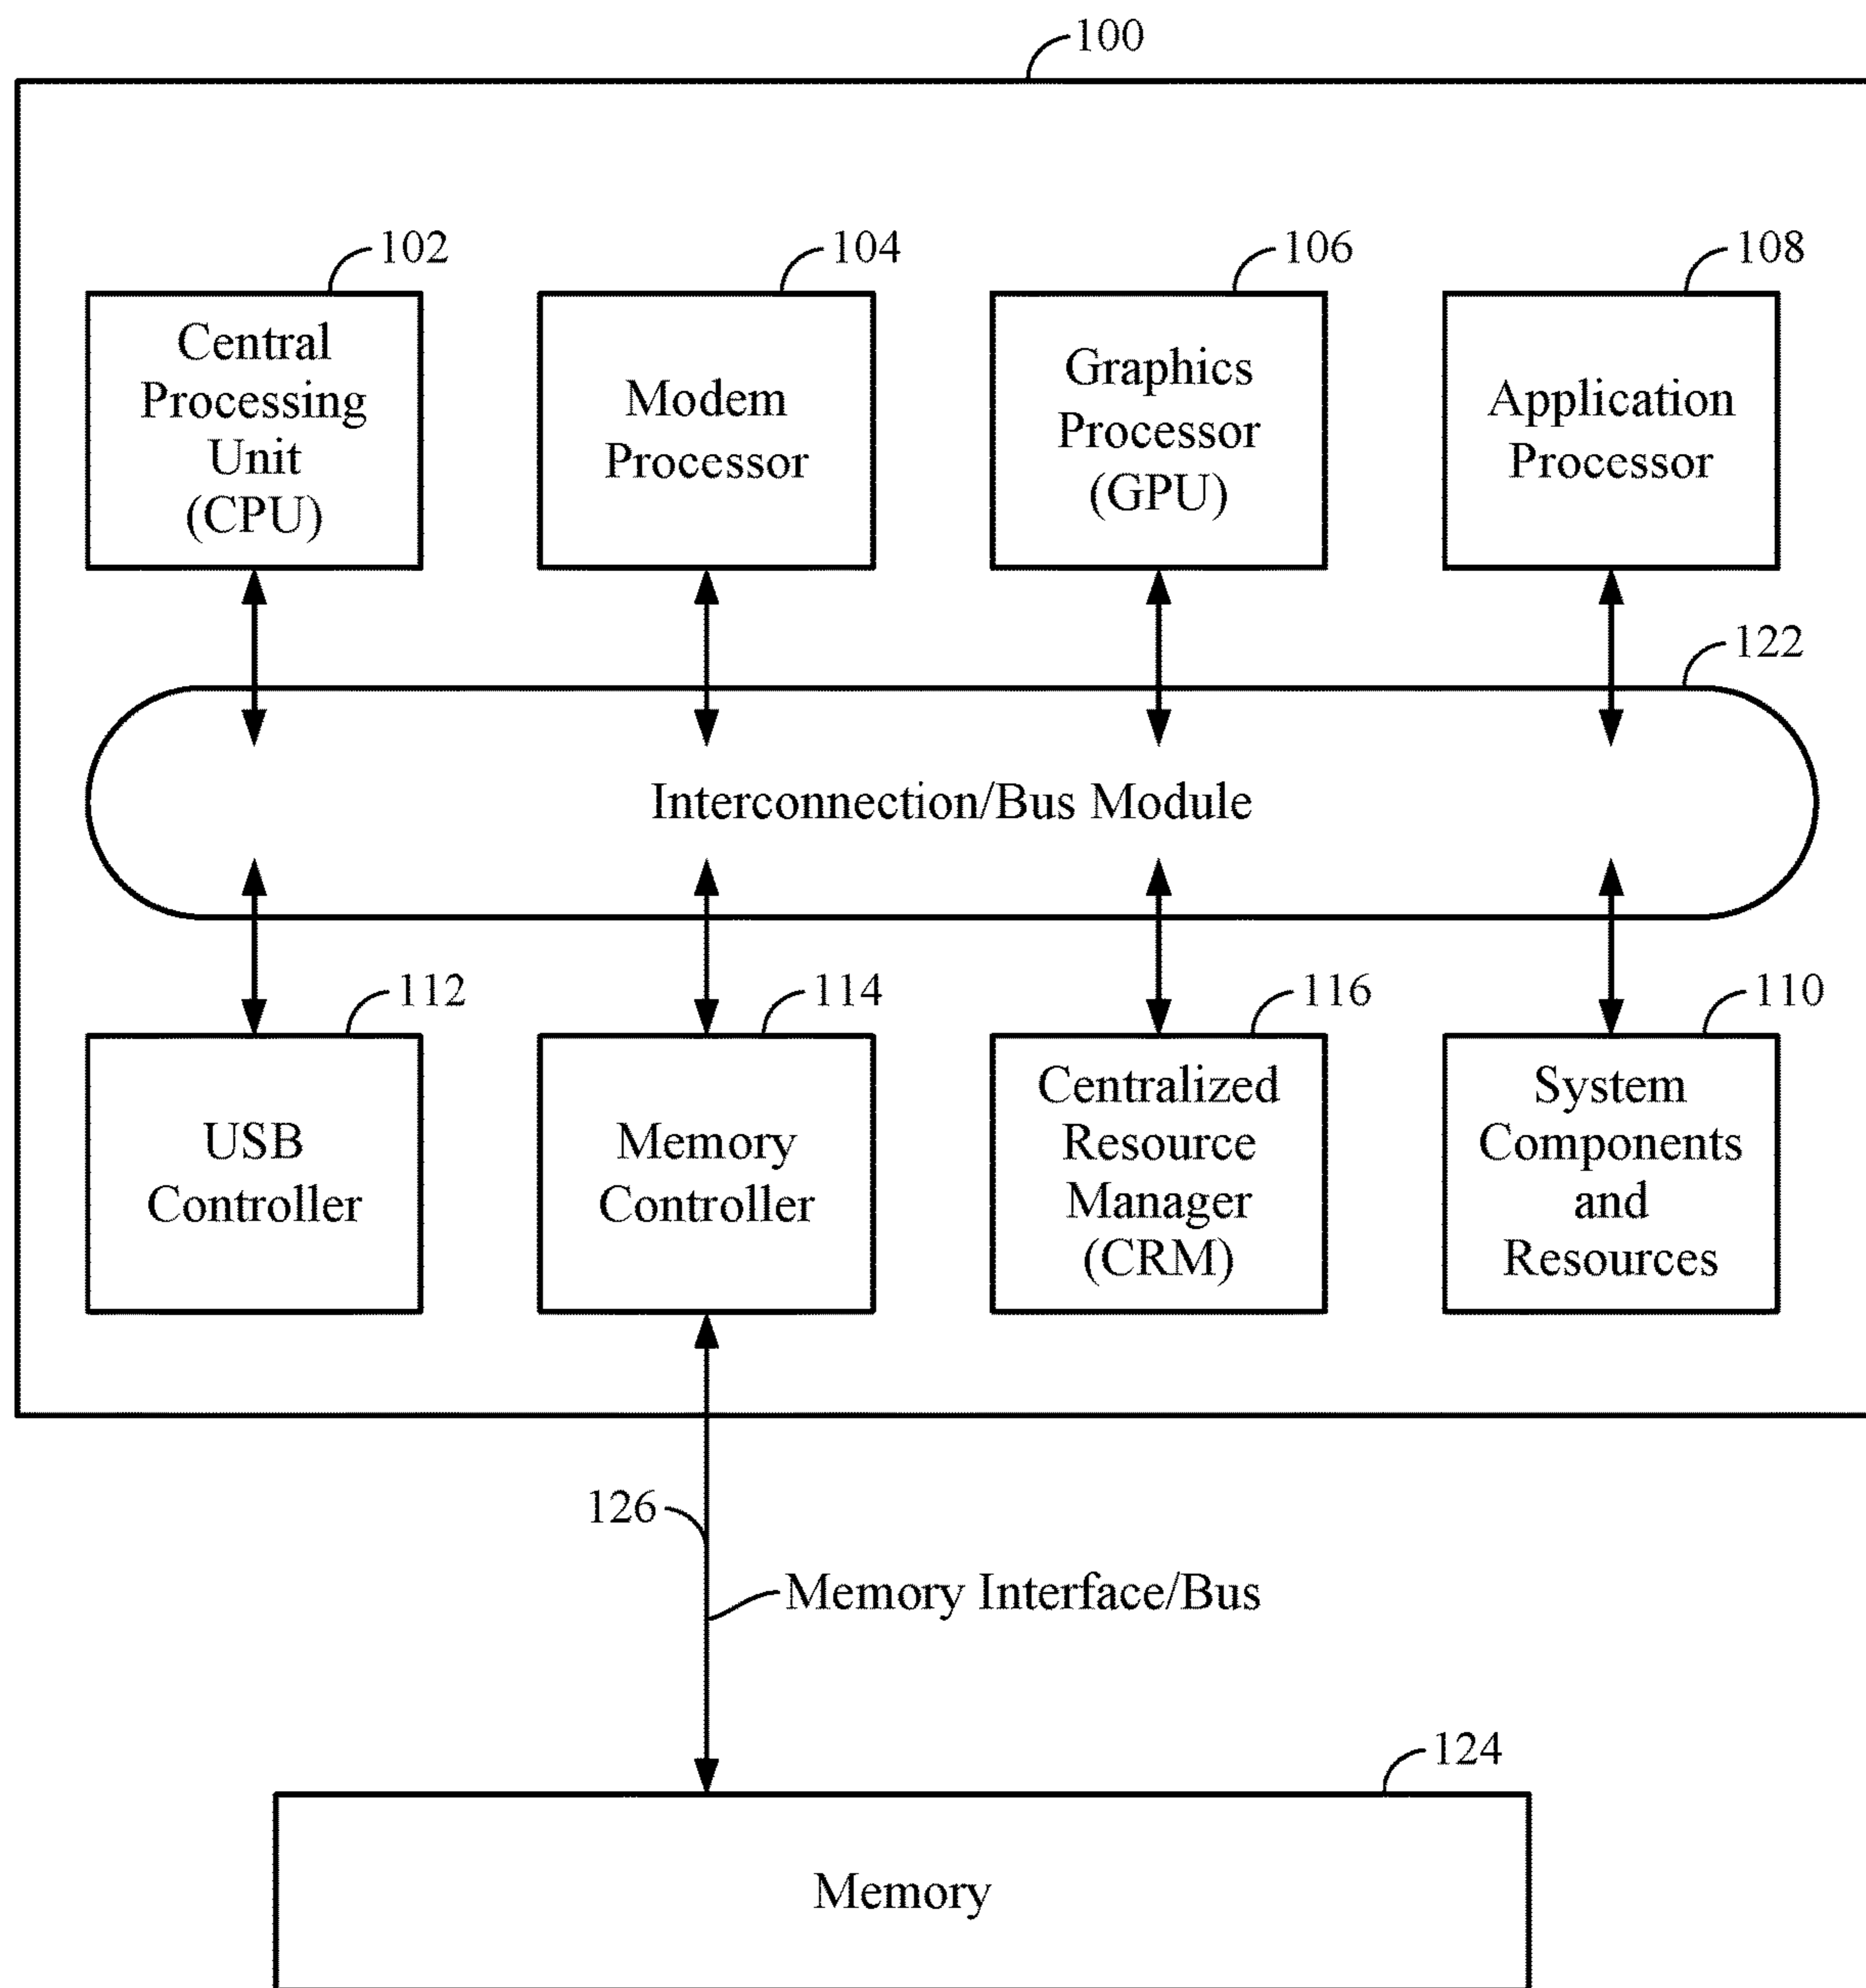 100
102
104
106
108
Central
Processing
Unit
(CPU)
Modem
Processor
Graphics
Processor
(GPU)
Application
Processor
122
Interconnection/Bus Module
112
114
116
110
USB
Controller
Memory
Controller
Centralized
Resource
Manager
(CRM)
System
Components
and
Resources
126
Memory Interface/Bus
124
Memory